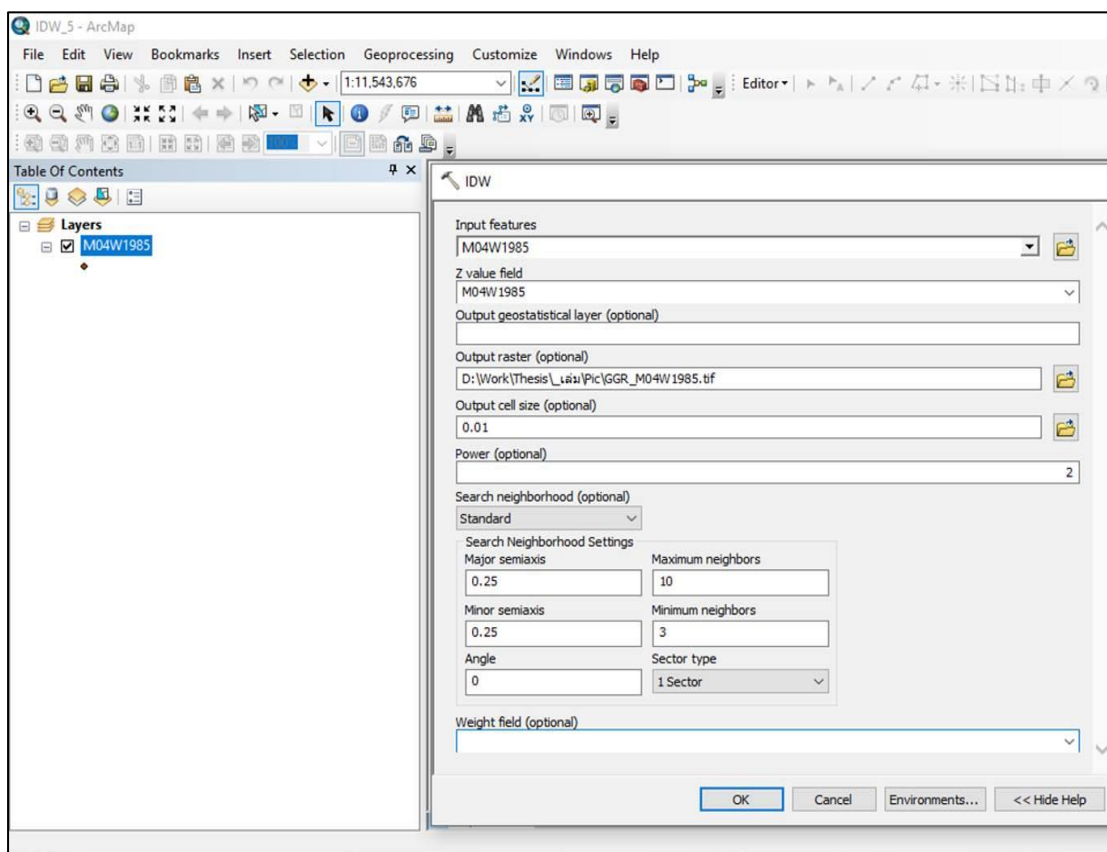 IDW_5 - ArcMap
File Edit View Bookmarks Insert Selection Geoprocessing Customize Windows Help
1:11,543,676
Editor
Table Of Contents
Layers
M04W1985
IDW
Input features
M04W1985
Z value field
M04W1985
Output geostatistical layer (optional)
Output raster (optional)
D:\Work\Thesis\_เล่ม\Pic\GGR_M04W1985.tif
Output cell size (optional)
0.01
Power (optional)
2
Search neighborhood (optional)
Standard
Search Neighborhood Settings
Major semiaxis Maximum neighbors
0.25 10
Minor semiaxis Minimum neighbors
0.25 3
Angle Sector type
0 1 Sector
Weight field (optional)
OK Cancel Environments... << Hide Help